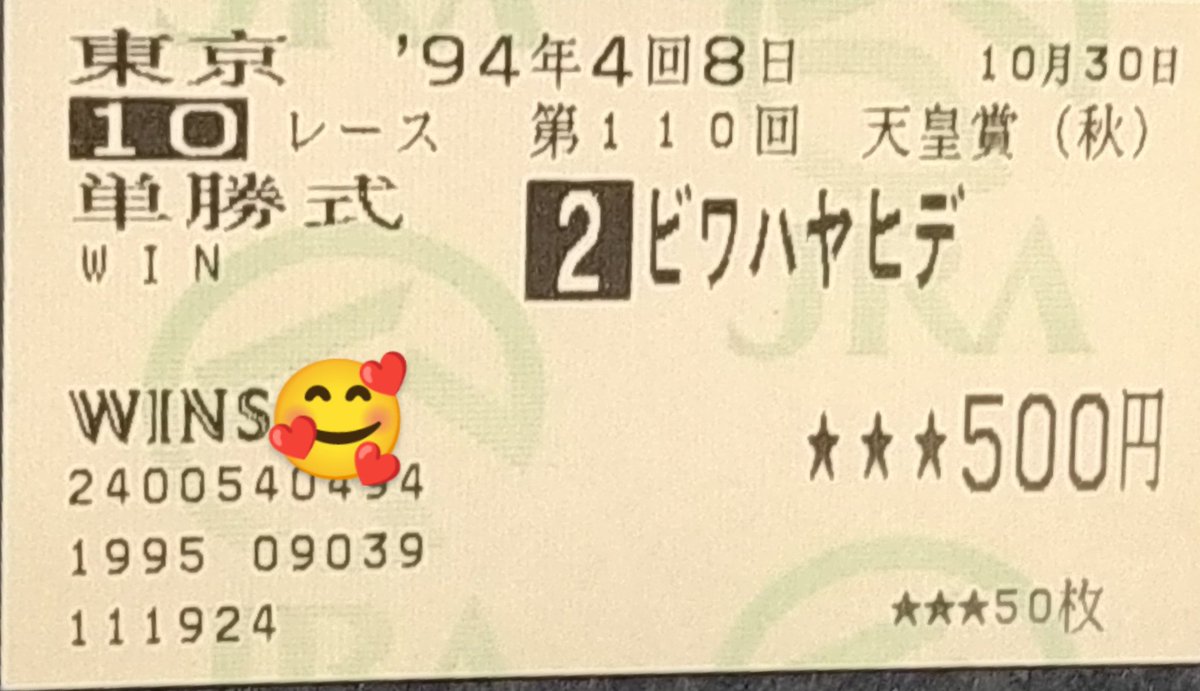 東京 '94年4回8日 10月30日
10 レース 第110回 天皇賞(秋)
単勝式 2 ビワハヤヒデ
WIN
WINS ★★★500円
1995 09039
111924 ★★★50枚
JRA